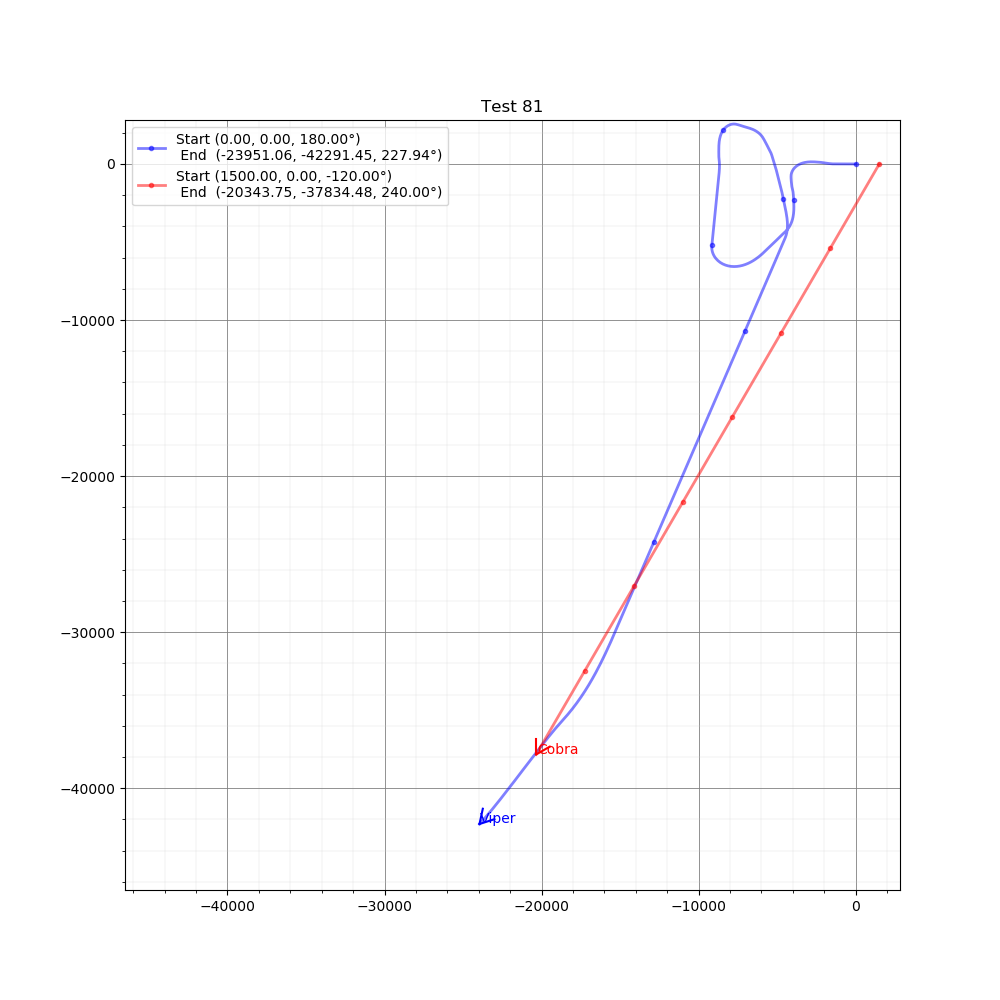 Test 81
Start (0.00, 0.00, 180.00°)
End (-23951.06, -42291.45, 227.94°)
Start (1500.00, 0.00, -120.00°)
End (-20343.75, -37834.48, 240.00°)
0
−10000
−20000
−30000
−40000
Cobra
Viper
−40000 −30000 −20000 −10000 0